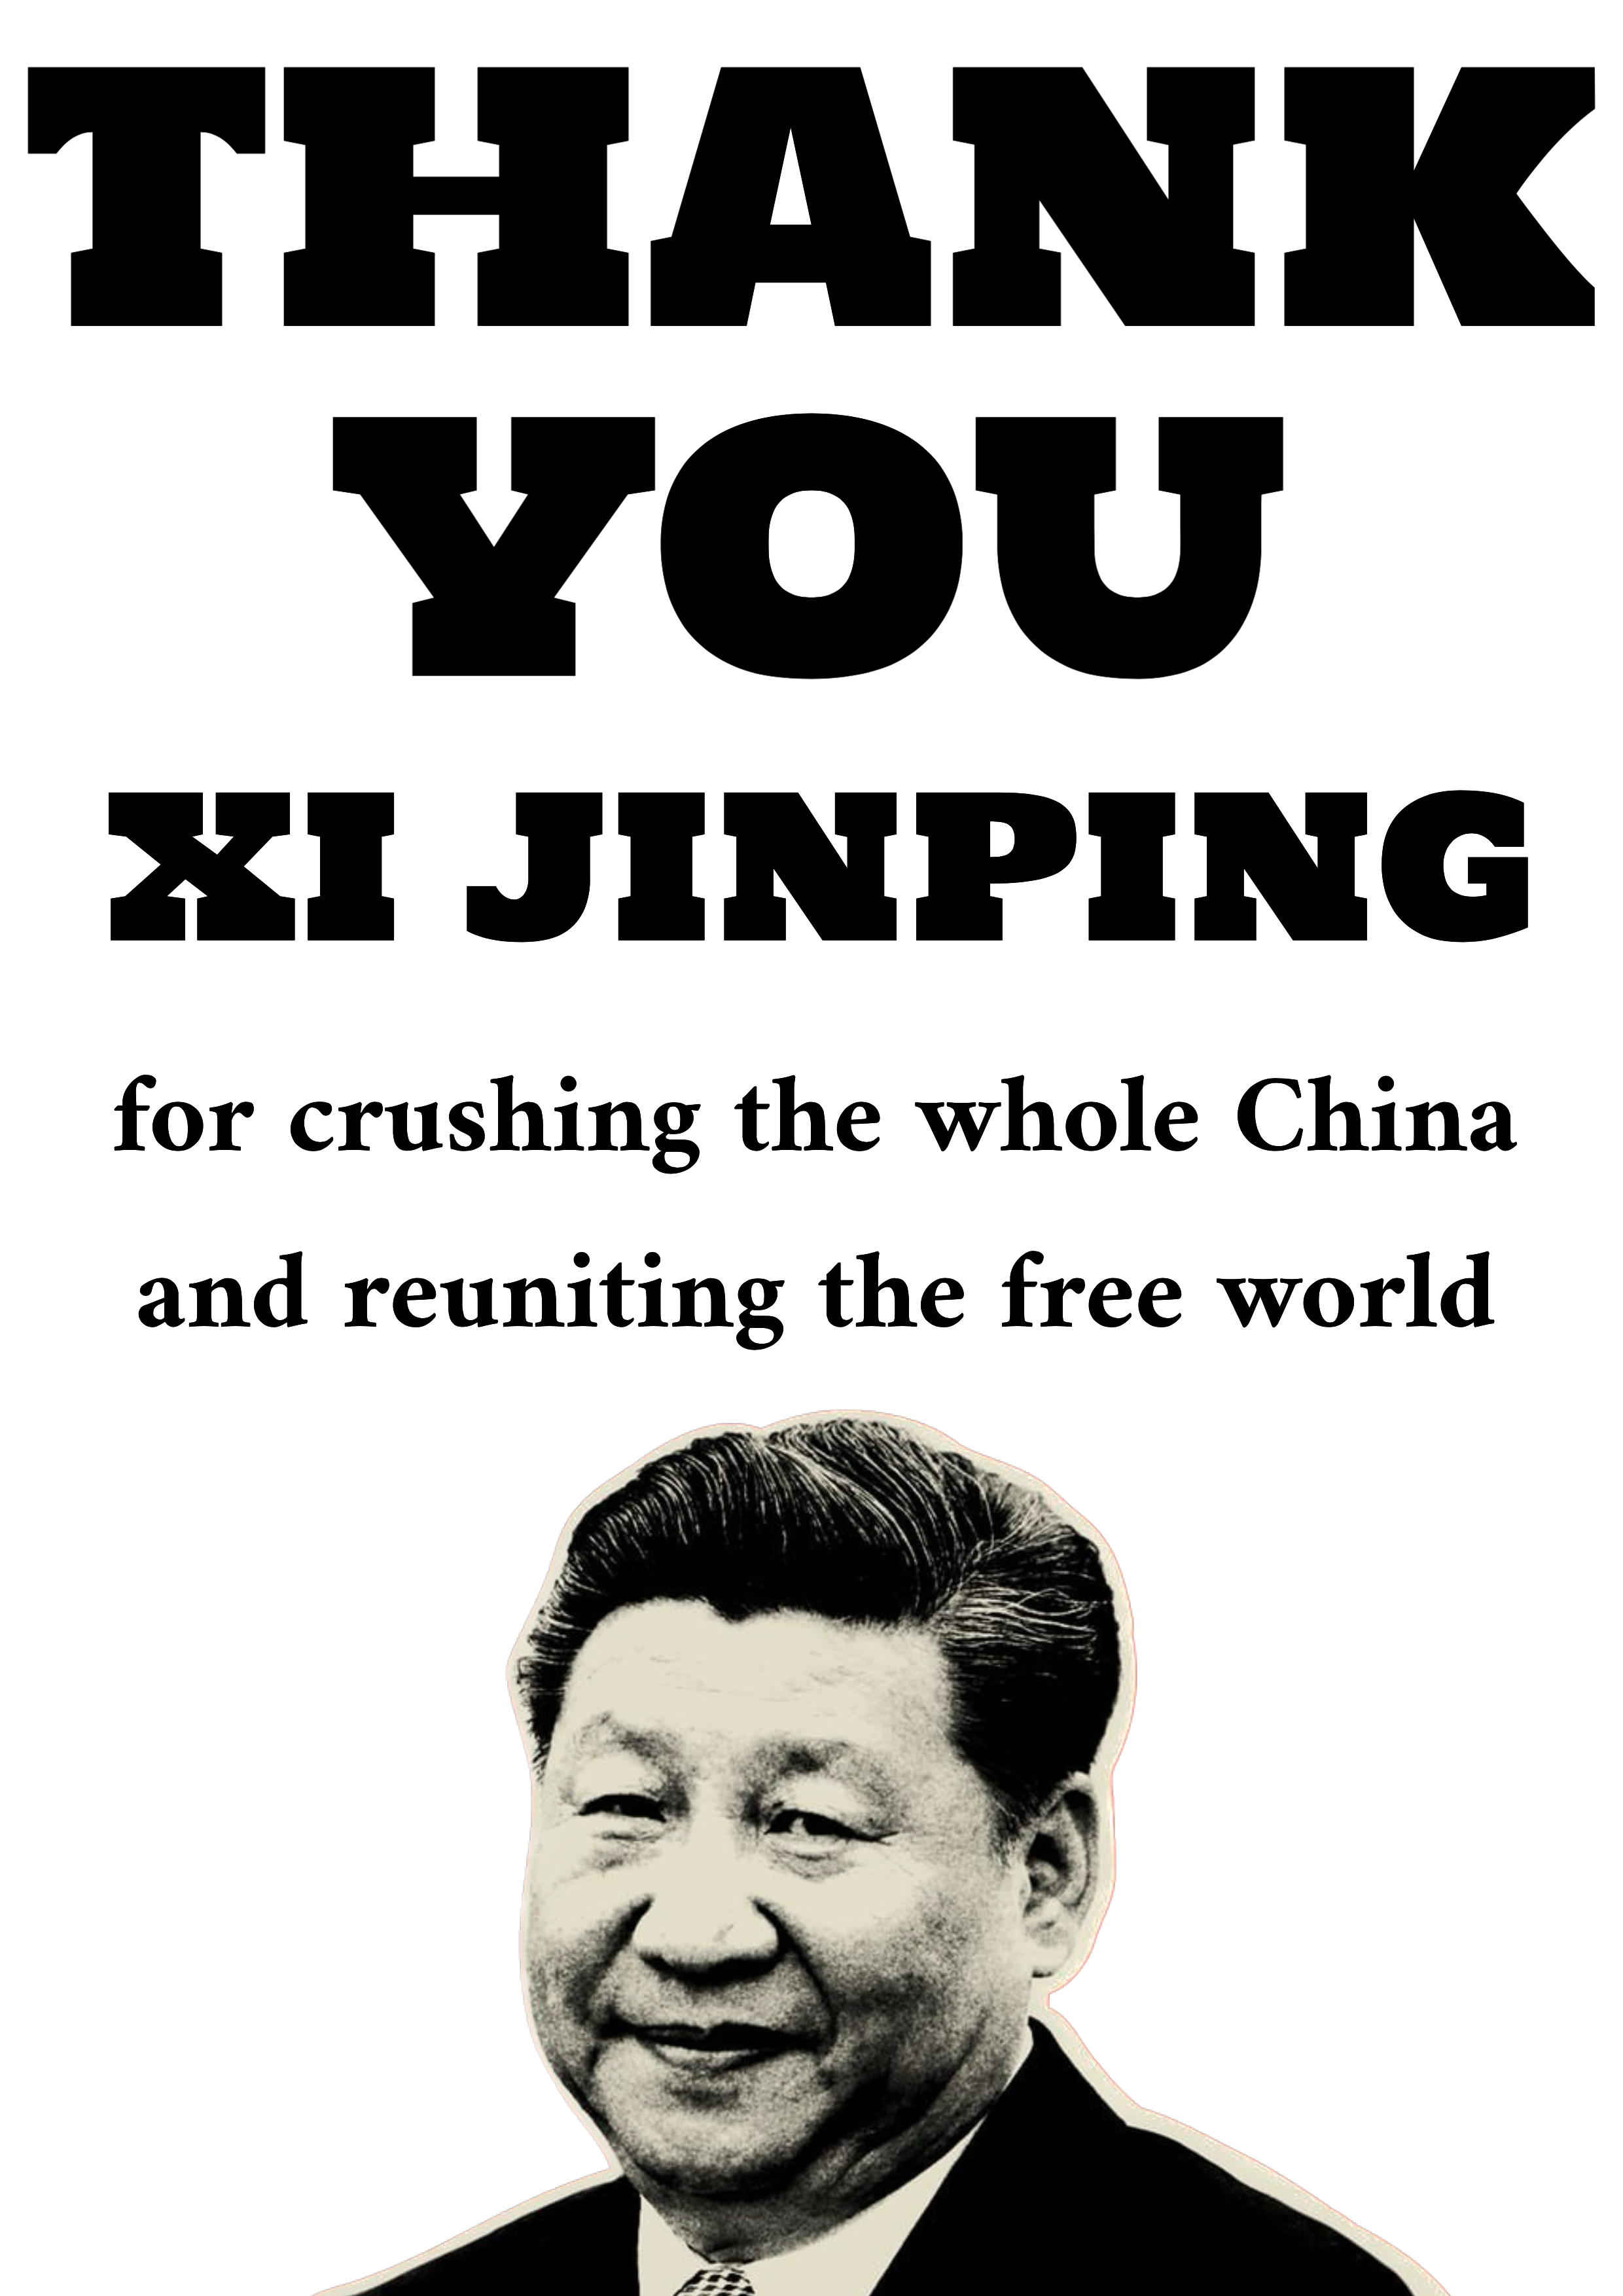 THANK
YOU
XI JINPING
for crushing the whole China
and reuniting the free world